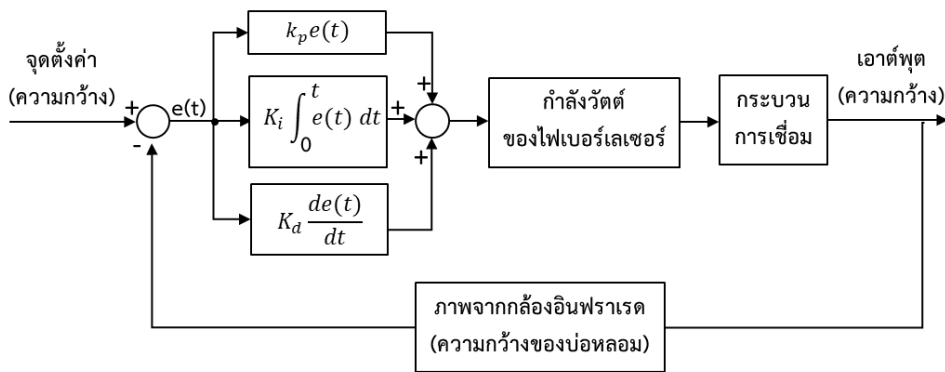 จุดตั้งค่า
(ความกว้าง)
+
-
e(t)
k_p e(t)
K_i ∫_0^t e(t) dt
K_d de(t)/dt
+
+
+
กำลังวัตต์
ของไฟเบอร์เลเซอร์
กระบวน
การเชื่อม
เอาต์พุต
(ความกว้าง)
ภาพจากกล้องอินฟราเรด
(ความกว้างของบ่อหลอม)